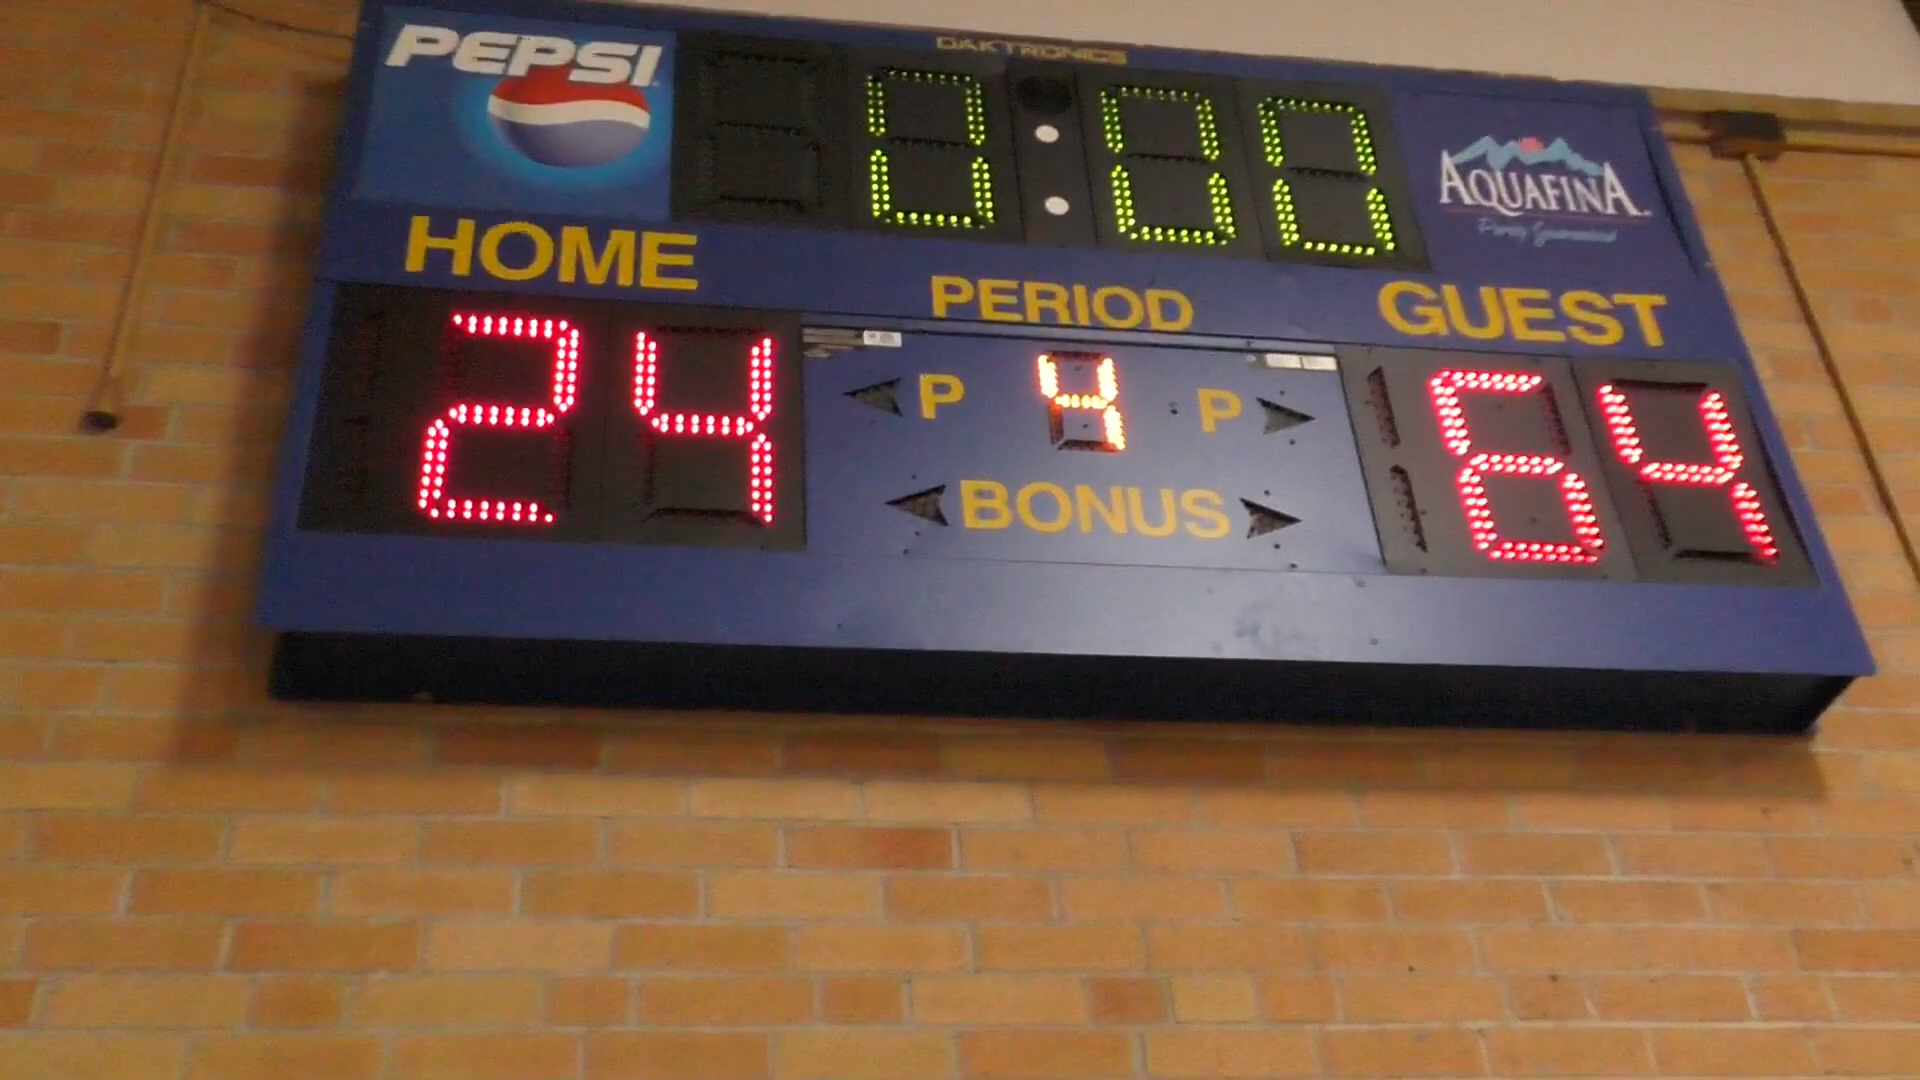 DAKTRONICS
PEPSI
0:00
AQUAFINA
HOME
PERIOD
GUEST
24
P 4 P
64
BONUS